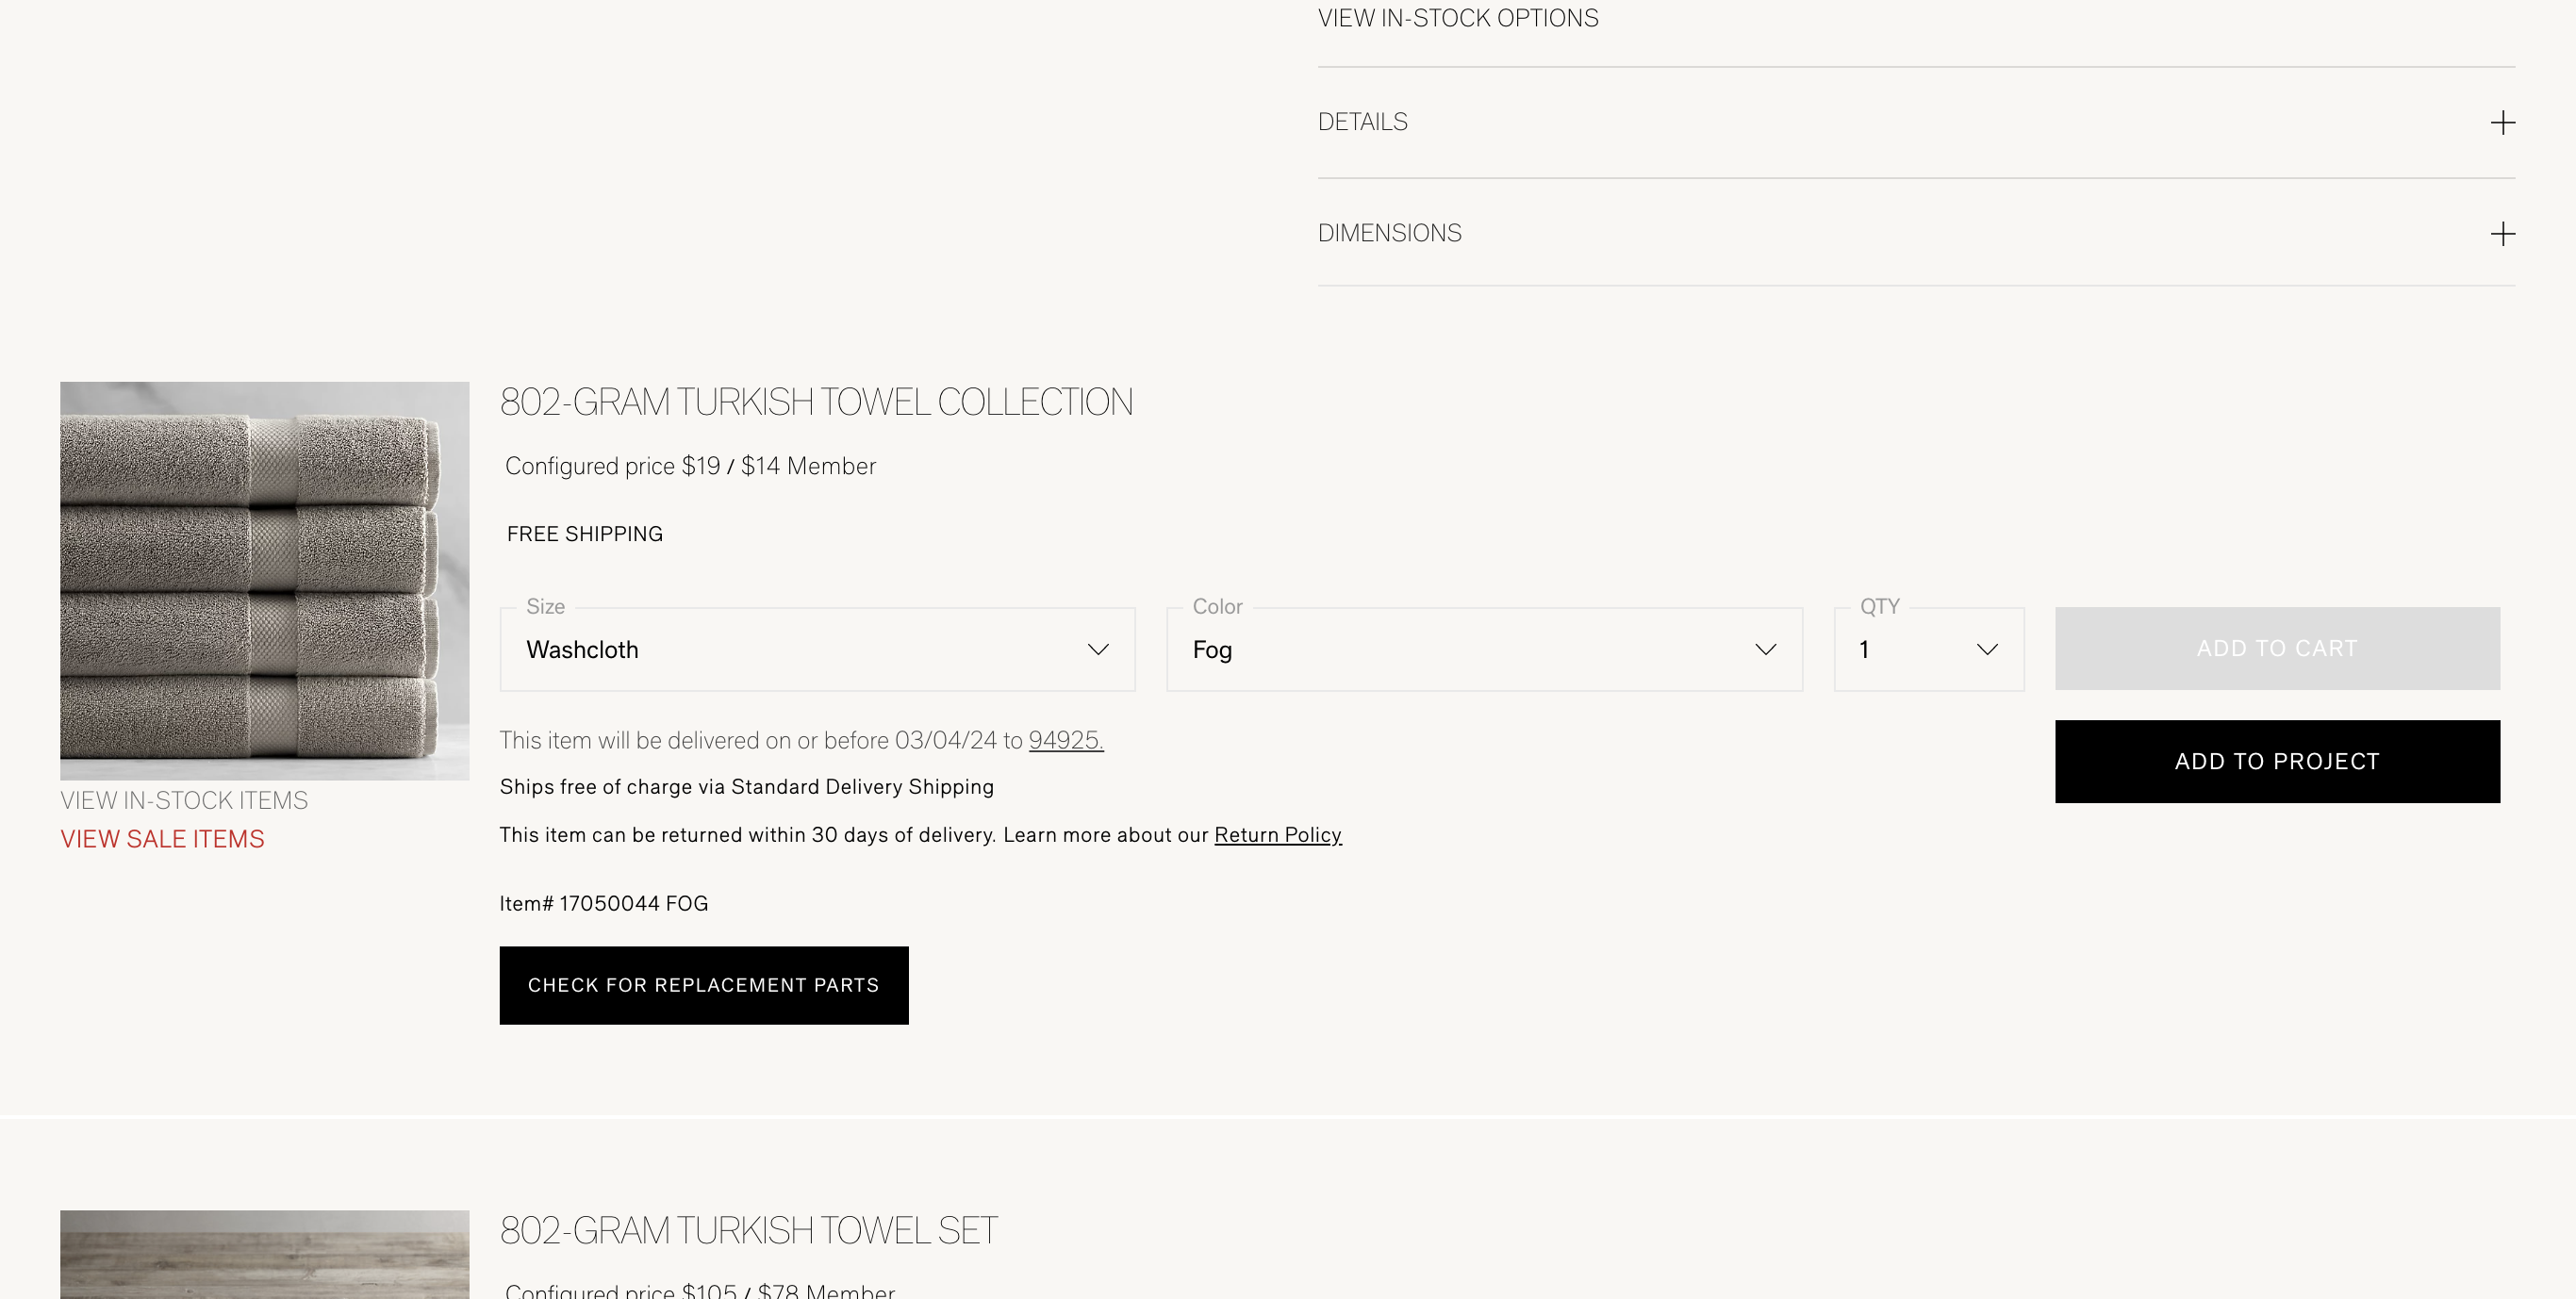 VIEW IN-STOCK OPTIONS
DETAILS
DIMENSIONS
802-GRAM TURKISH TOWEL COLLECTION
Configured price $19 / $14 Member
FREE SHIPPING
Size
Washcloth
Color
Fog
QTY
1
ADD TO CART
ADD TO PROJECT
This item will be delivered on or before 03/04/24 to 94925.
Ships free of charge via Standard Delivery Shipping
This item can be returned within 30 days of delivery. Learn more about our Return Policy
Item# 17050044 FOG
CHECK FOR REPLACEMENT PARTS
VIEW IN-STOCK ITEMS
VIEW SALE ITEMS
802-GRAM TURKISH TOWEL SET
Configured price $105 / $78 Member